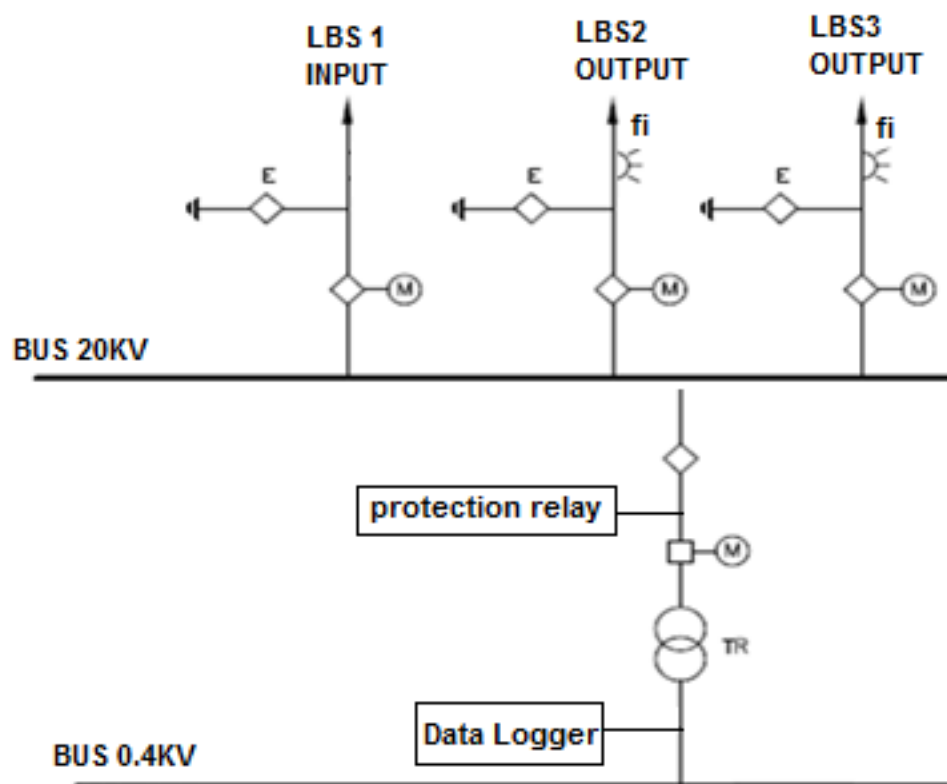 LBS 1
INPUT
LBS2
OUTPUT
LBS3
OUTPUT
fi
fi
E
E
E
M
M
M
BUS 20KV
protection relay
M
TR
Data Logger
BUS 0.4KV